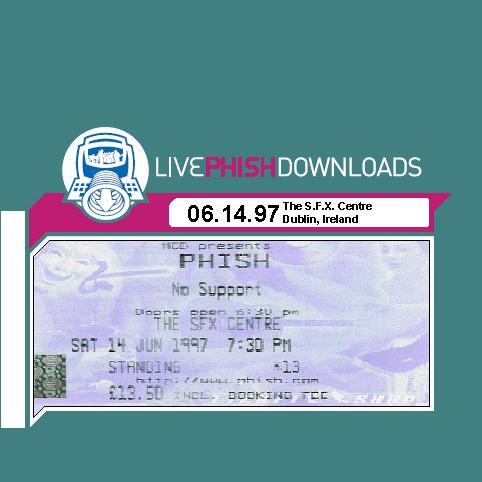 LIVEPHISHDOWNLOADS
06.14.97
The S.F.X. Centre
Dublin, Ireland
MCD presents
PHISH
No Support
Doors open 6:30 pm
THE SFX CENTRE
SAT 14 JUN 1997 7:30 PM
STANDING *13
http://www.phish.com
£13.50 INCL. BOOKING FEE